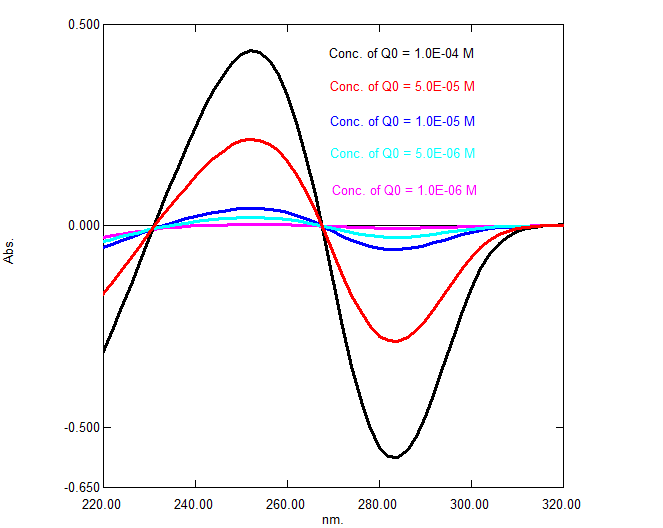 0.500
Conc. of Q0 = 1.0E-04 M
Conc. of Q0 = 5.0E-05 M
Conc. of Q0 = 1.0E-05 M
Conc. of Q0 = 5.0E-06 M
Conc. of Q0 = 1.0E-06 M
0.000
Abs.
-0.500
-0.650
220.00 240.00 260.00 280.00 300.00 320.00
nm.